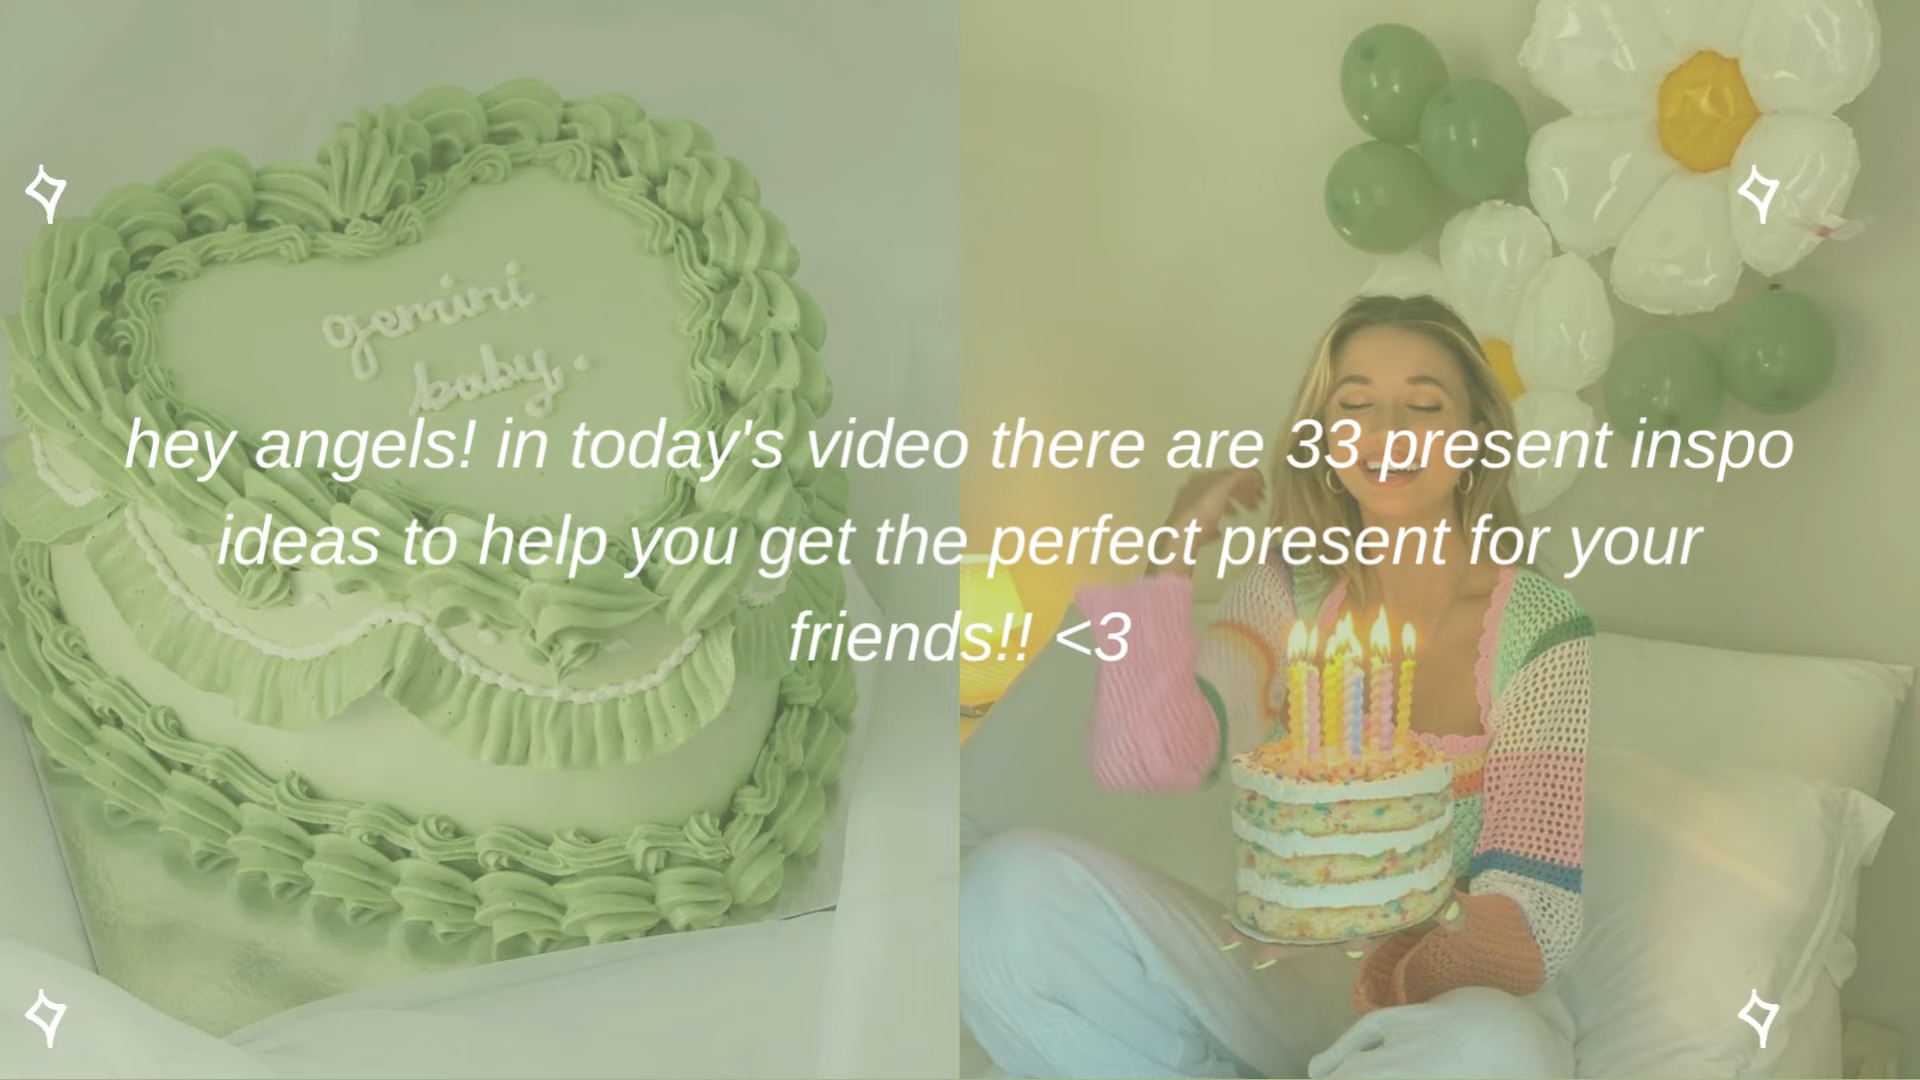 gemini
baby.
hey angels! in today's video there are 33 present inspo
ideas to help you get the perfect present for your
friends!! <3